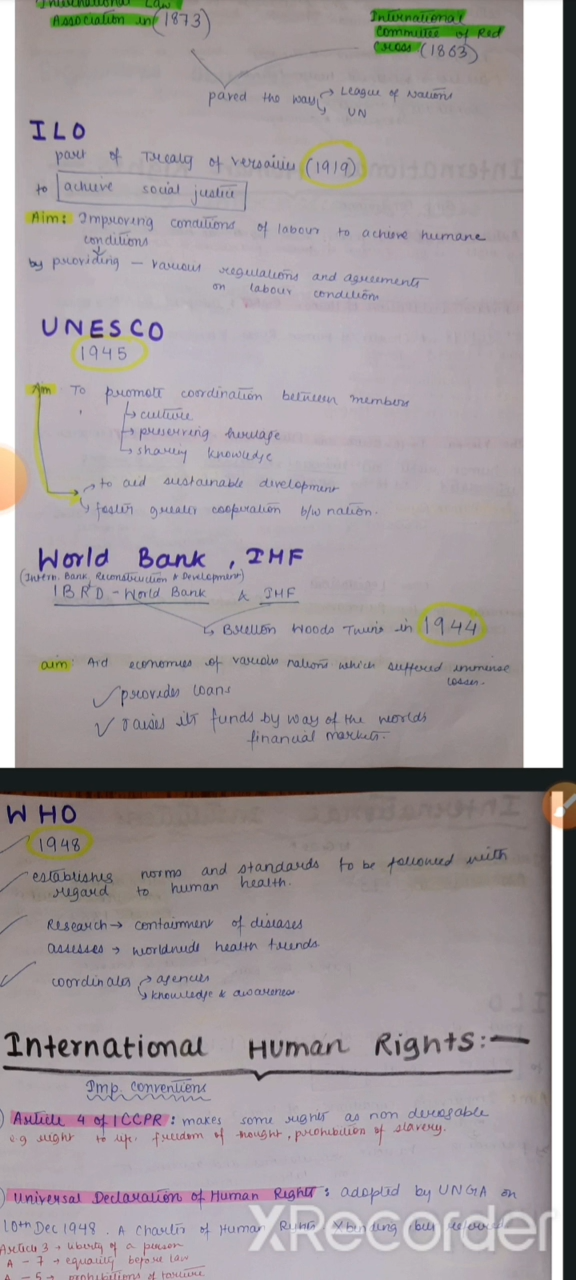 International Law
Association in (1873)
International
Committee of Red
Cross (1863)
paved the way → League of Nations
→ UN
ILO
part of Treaty of Versailles (1919)
to achieve social justice
Aim: Improving conditions of labour to achieve humane
conditions
by providing — various regulations and agreements
on labour condition
UNESCO
1945
Aim To promote coordination between members
→ culture
→ preserving heritage
→ sharing knowledge
→ to aid sustainable development
→ foster greater cooperation b/w nation.
World Bank, IMF
(Intern. Bank, Reconstruction & Development)
IBRD - World Bank & IMF
→ Bretton Woods Twins in 1944
aim: Aid economies of various nations which suffered immense
losses.
✓ provides loans
✓ raises its funds by way of the world's
financial market.
WHO
1948
establishes norms and standards to be followed with
regard to human health.
Research → containment of diseases
assesses → worldwide health trends
coordinates → agencies
→ knowledge & awareness
International Human Rights:—
Imp. conventions
) Article 4 of ICCPR: makes some rights as non derogable
e.g right to life, freedom of thought, prohibition of slavery.
) Universal Declaration of Human Rights: adopted by UNGA on
10th Dec 1948. A Charter of Human Rights X binding but
Article 3 → liberty of a person
A - 7 → equality before law
A - 5 → prohibitions of torture
XRecorder